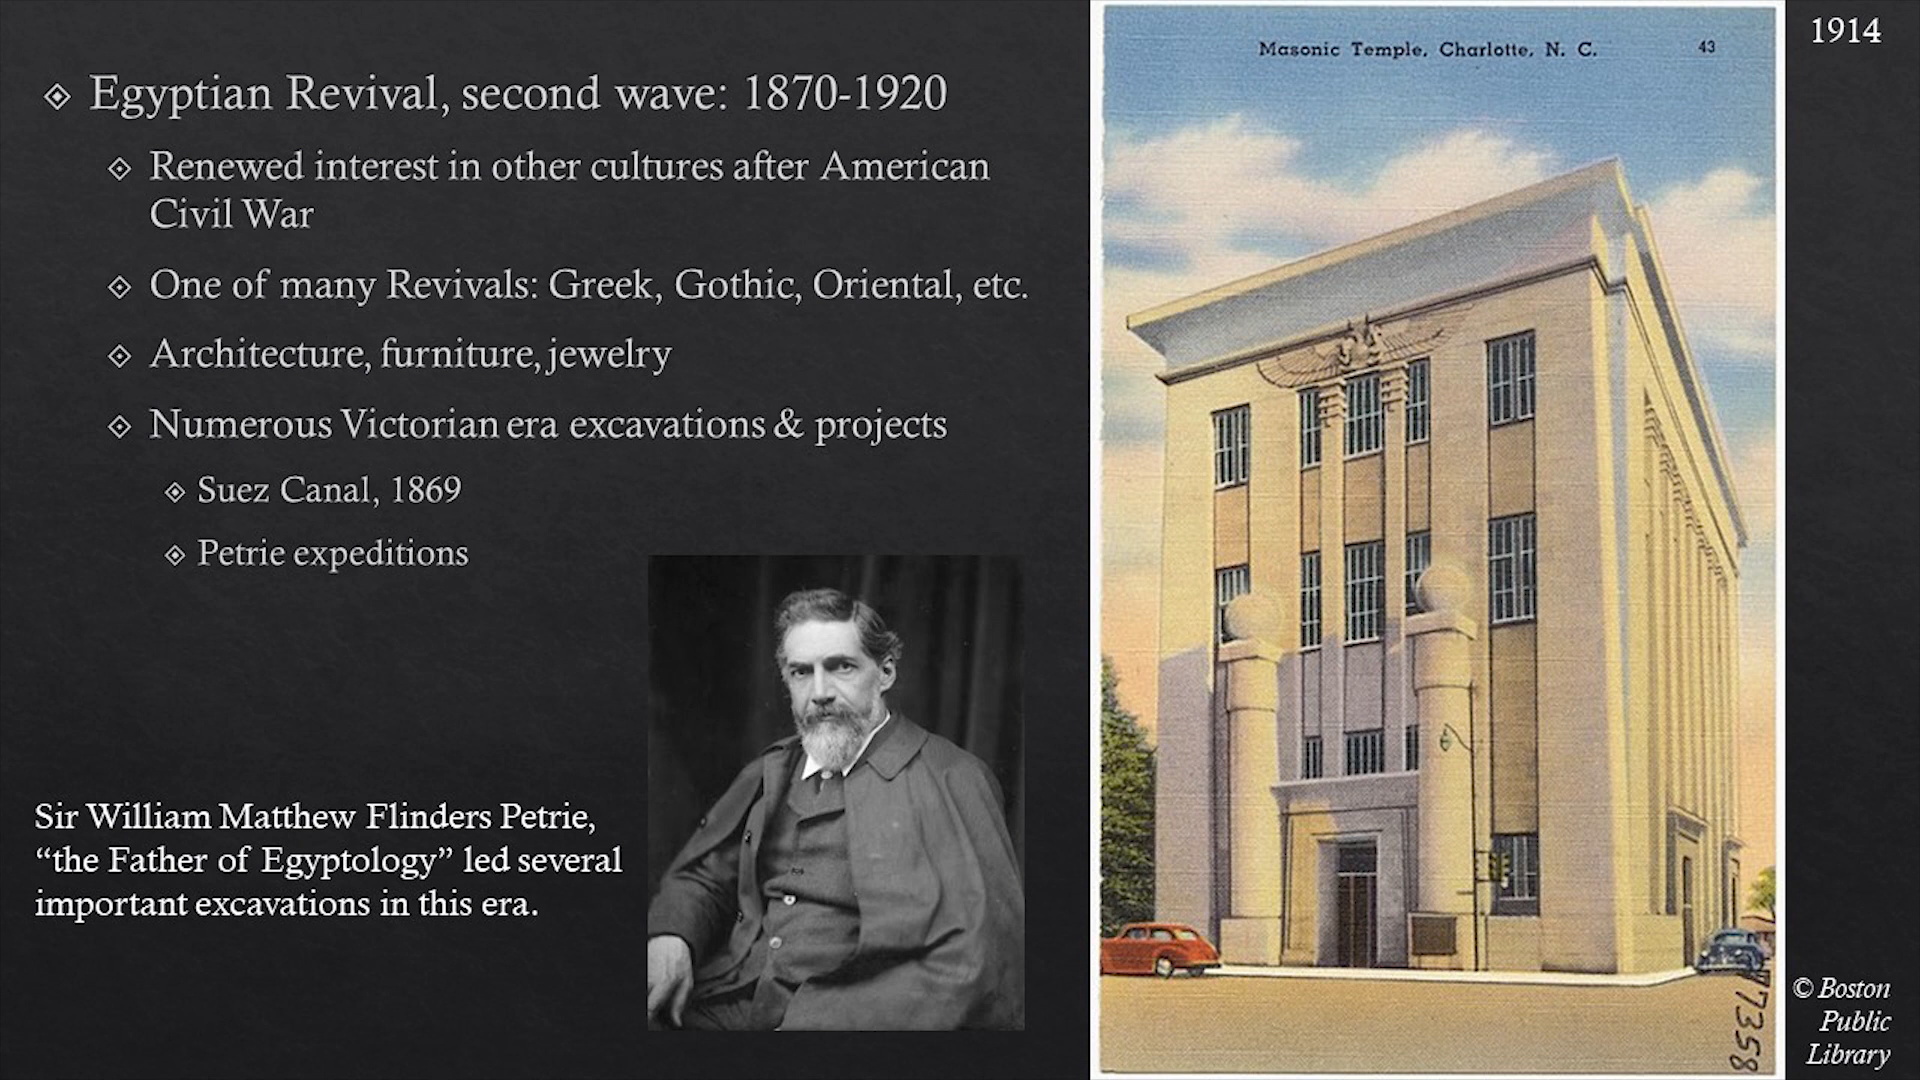 Egyptian Revival, second wave: 1870-1920
Renewed interest in other cultures after American
Civil War
One of many Revivals: Greek, Gothic, Oriental, etc.
Architecture, furniture, jewelry
Numerous Victorian era excavations & projects
Suez Canal, 1869
Petrie expeditions
Sir William Matthew Flinders Petrie,
“the Father of Egyptology” led several
important excavations in this era.
Masonic Temple, Charlotte, N. C.
43
1914
© Boston
Public
Library